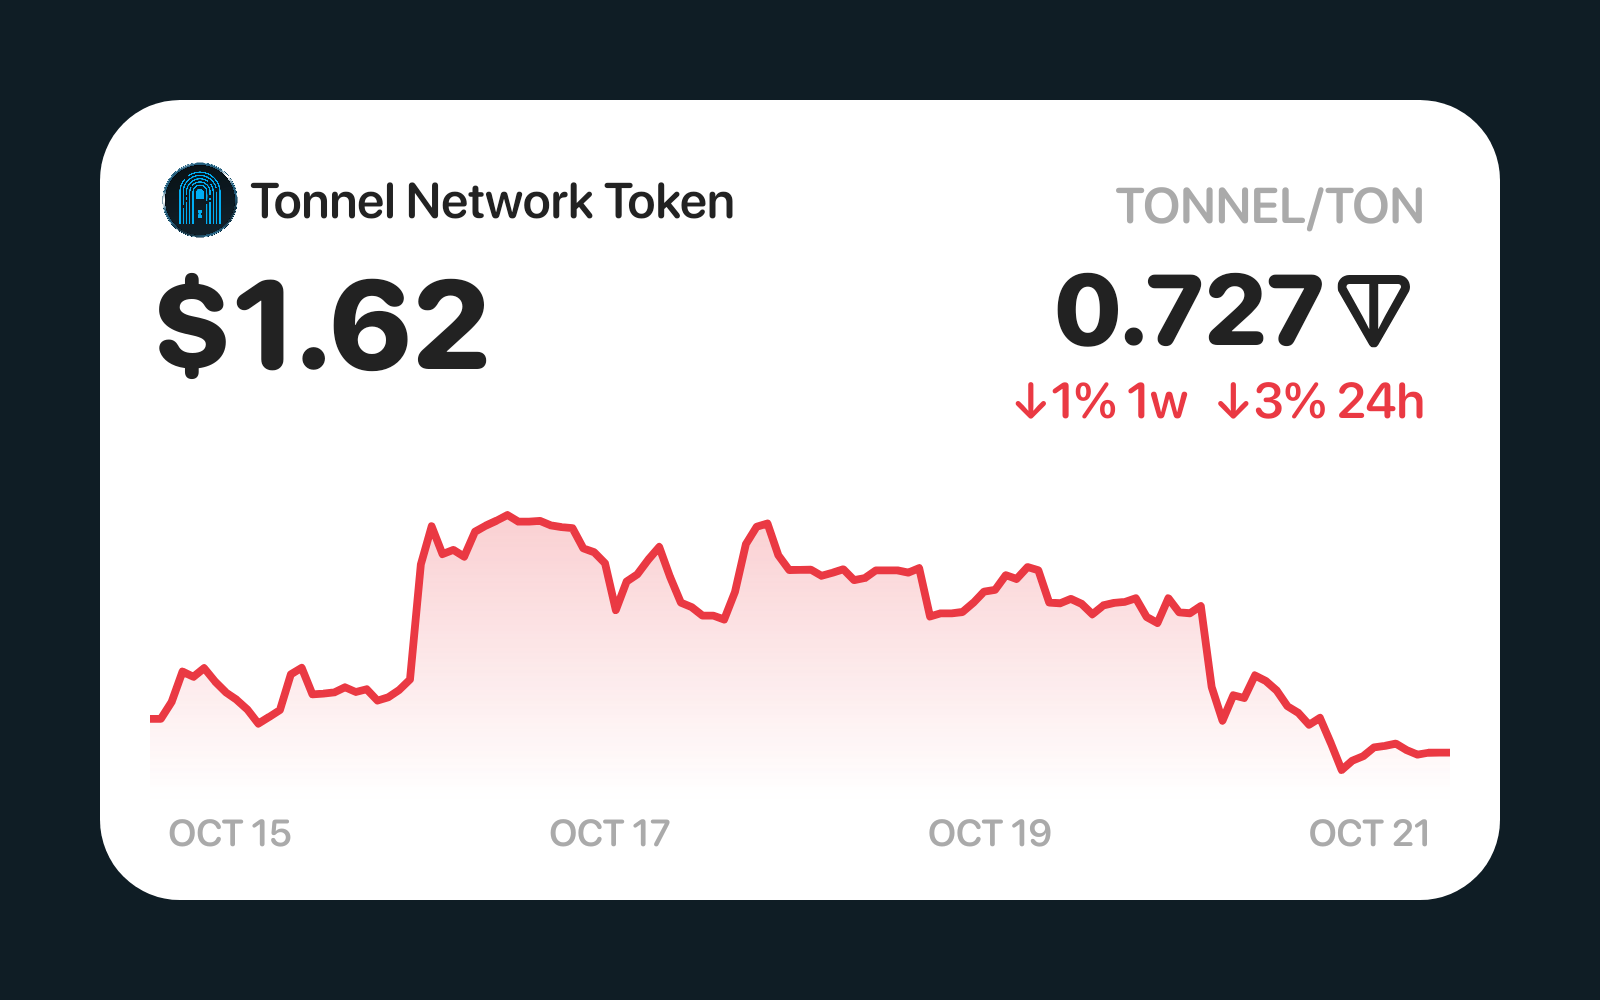 Tonnel Network Token
TONNEL/TON
$1.62
0.727
↓1% 1w ↓3% 24h
OCT 15
OCT 17
OCT 19
OCT 21